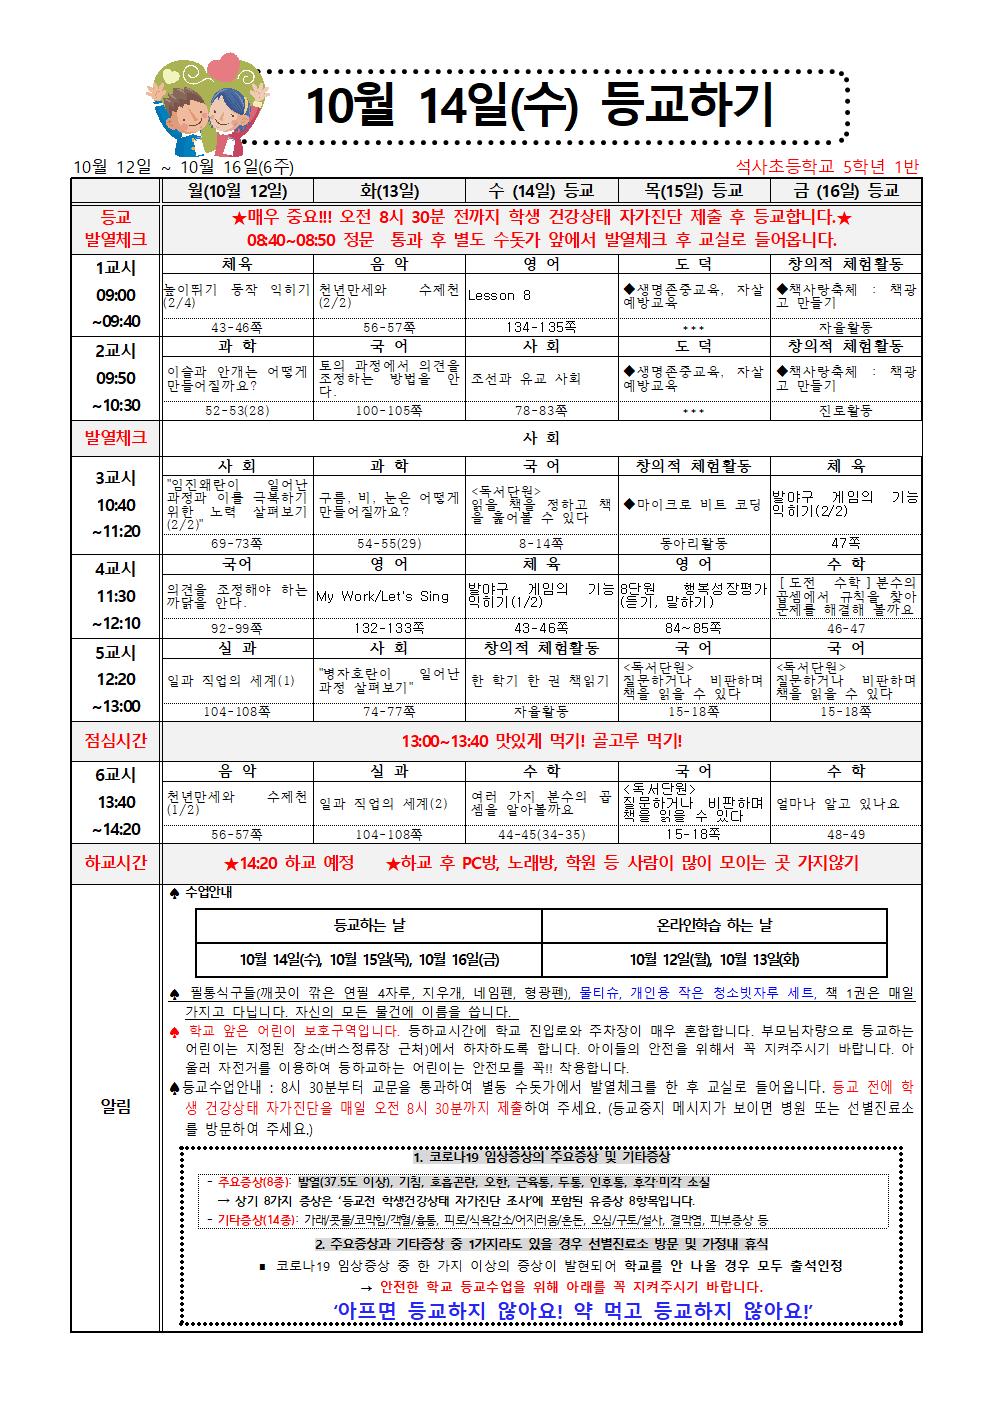 10월 14일(수) 등교하기
10월 12일 ~ 10월 16일(6주)
석사초등학교 5학년 1반
월(10월 12일) 화(13일) 수 (14일) 등교 목(15일) 등교 금 (16일) 등교
등교
발열체크
★매우 중요!!! 오전 8시 30분 전까지 학생 건강상태 자가진단 제출 후 등교합니다.★
08:40~08:50 정문 통과 후 별도 수돗가 앞에서 발열체크 후 교실로 들어옵니다.
1교시
09:00
~09:40
체육 음 악 영 어 도 덕 창의적 체험활동
높이뛰기 동작 익히기
(2/4)
천년만세와 수제천
(2/2)
Lesson 8
◆생명존중교육, 자살
예방교육
◆책사랑축체 : 책광
고 만들기
43-46쪽 56-57쪽 134-135쪽 *** 자율활동
2교시
09:50
~10:30
과 학 국 어 사 회 도 덕 창의적 체험활동
이슬과 안개는 어떻게
만들어질까요?
토의 과정에서 의견을
조정하는 방법을 안
다.
조선과 유교 사회
◆생명존중교육, 자살
예방교육
◆책사랑축체 : 책광
고 만들기
52-53(28) 100-105쪽 78-83쪽 *** 진로활동
발열체크
사 회
3교시
10:40
~11:20
사 회 과 학 국 어 창의적 체험활동 체 육
"임진왜란이 일어난
과정과 이를 극복하기
위한 노력 살펴보기
(2/2)"
구름, 비, 눈은 어떻게
만들어질까요?
<독서단원>
읽을 책을 정하고 책
을 훑어볼 수 있다
◆마이크로 비트 코딩
발야구 게임의 기능
익히기(2/2)
69-73쪽 54-55(29) 8-14쪽 동아리활동 47쪽
4교시
11:30
~12:10
국어 영 어 체 육 영 어 수 학
의견을 조정해야 하는
까닭을 안다.
My Work/Let's Sing
발야구 게임의 기능
익히기(1/2)
8단원 행복성장평가
(듣기, 말하기)
[도전 수학]분수의
곱셈에서 규칙을 찾아
문제를 해결해 볼까요
92-99쪽 132-133쪽 43-46쪽 84~85쪽 46-47
5교시
12:20
~13:00
실 과 사 회 창의적 체험활동 국 어 국 어
일과 직업의 세계(1)
"병자호란이 일어난
과정 살펴보기"
한 학기 한 권 책읽기
<독서단원>
질문하거나 비판하며
책을 읽을 수 있다
<독서단원>
질문하거나 비판하며
책을 읽을 수 있다
104-108쪽 74-77쪽 자율활동 15-18쪽 15-18쪽
점심시간
13:00~13:40 맛있게 먹기! 골고루 먹기!
6교시
13:40
~14:20
음 악 실 과 수 학 국 어 수 학
천년만세와 수제천
(1/2)
일과 직업의 세계(2)
여러 가지 분수의 곱
셈을 알아볼까요
<독서단원>
질문하거나 비판하며
책을 읽을 수 있다
얼마나 알고 있나요
56-57쪽 104-108쪽 44-45(34-35) 15-18쪽 48-49
하교시간
★14:20 하교 예정 ★하교 후 PC방, 노래방, 학원 등 사람이 많이 모이는 곳 가지않기
알림
♠ 수업안내
등교하는 날 온라인학습 하는 날
10월 14일(수), 10월 15일(목), 10월 16일(금) 10월 12일(월), 10월 13일(화)
♠ 필통식구들(깨끗이 깎은 연필 4자루, 지우개, 네임펜, 형광펜), 물티슈, 개인용 작은 청소빗자루 세트, 책 1권은 매일
가지고 다닙니다. 자신의 모든 물건에 이름을 씁니다.
♠ 학교 앞은 어린이 보호구역입니다. 등하교시간에 학교 진입로와 주차장이 매우 혼합합니다. 부모님차량으로 등교하는
어린이는 지정된 장소(버스정류장 근처)에서 하차하도록 합니다. 아이들의 안전을 위해서 꼭 지켜주시기 바랍니다. 아
울러 자전거를 이용하여 등하교하는 어린이는 안전모를 꼭!! 착용합니다.
♠등교수업안내 : 8시 30분부터 교문을 통과하여 별동 수돗가에서 발열체크를 한 후 교실로 들어옵니다. 등교 전에 학
생 건강상태 자가진단을 매일 오전 8시 30분까지 제출하여 주세요. (등교중지 메시지가 보이면 병원 또는 선별진료소
를 방문하여 주세요.)
1. 코로나19 임상증상의 주요증상 및 기타증상
- 주요증상(8종): 발열(37.5도 이상), 기침, 호흡곤란, 오한, 근육통, 두통, 인후통, 후각·미각 소실
→ 상기 8가지 증상은 '등교전 학생건강상태 자가진단 조사'에 포함된 유증상 8항목입니다.
- 기타증상(14종): 가래/콧물/코막힘/객혈/흉통, 피로/식욕감소/어지러움/혼돈, 오심/구토/설사, 결막염, 피부증상 등
2. 주요증상과 기타증상 중 1가지라도 있을 경우 선별진료소 방문 및 가정내 휴식
■ 코로나19 임상증상 중 한 가지 이상의 증상이 발현되어 학교를 안 나올 경우 모두 출석인정
→ 안전한 학교 등교수업을 위해 아래를 꼭 지켜주시기 바랍니다.
'아프면 등교하지 않아요! 약 먹고 등교하지 않아요!'